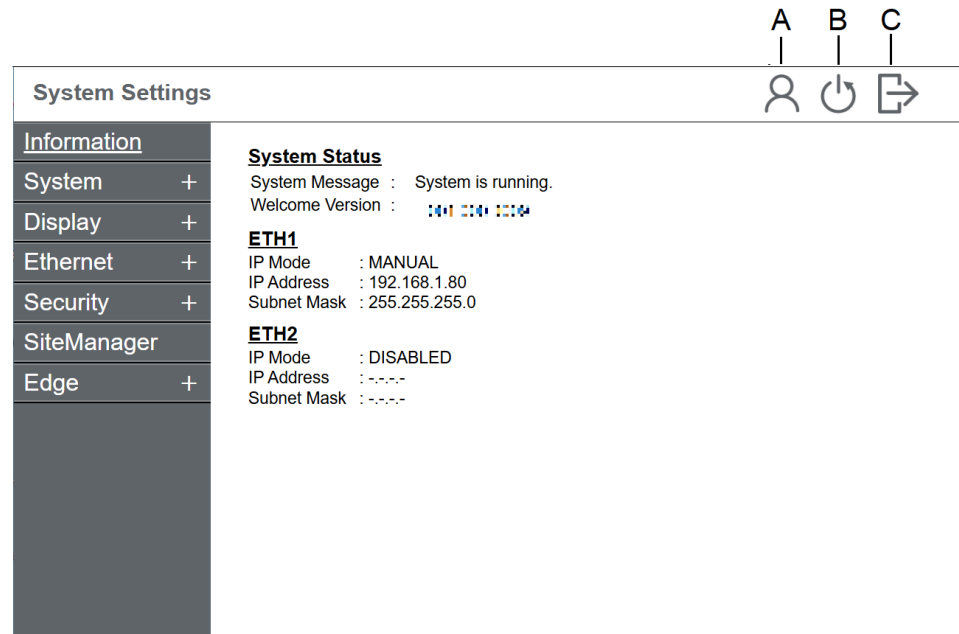 A B C
System Settings
Information
System +
Display +
Ethernet +
Security +
SiteManager
Edge +
System Status
System Message : System is running.
Welcome Version :
ETH1
IP Mode : MANUAL
IP Address : 192.168.1.80
Subnet Mask : 255.255.255.0
ETH2
IP Mode : DISABLED
IP Address : -.-.-.-
Subnet Mask : -.-.-.-